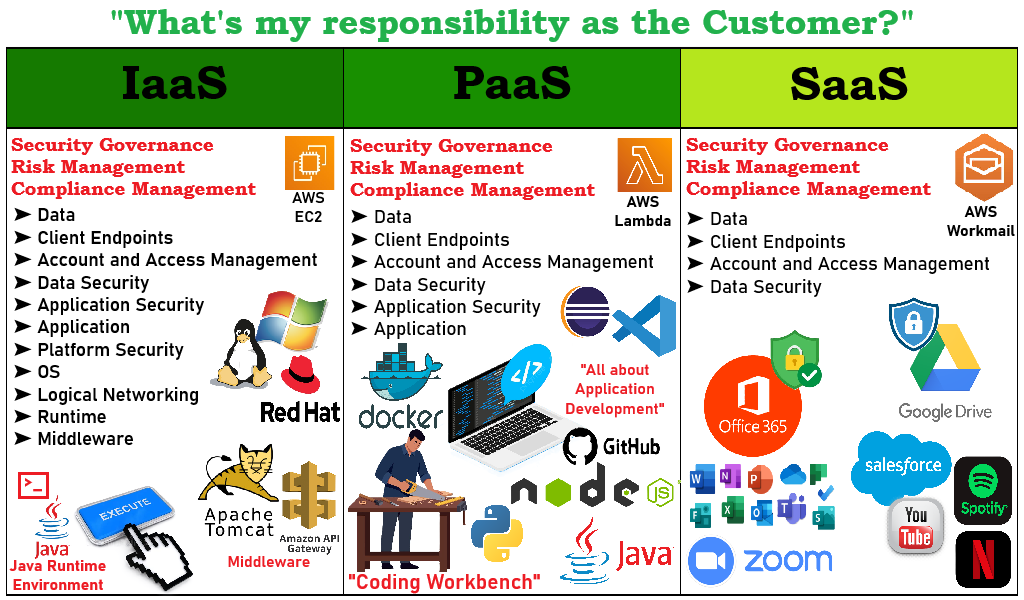 "What's my responsibility as the Customer?"
IaaS
Security Governance
Risk Management
Compliance Management
AWS
EC2
➤ Data
➤ Client Endpoints
➤ Account and Access Management
➤ Data Security
➤ Application Security
➤ Application
➤ Platform Security
➤ OS
➤ Logical Networking
➤ Runtime
➤ Middleware
Red Hat
>_
Java
Java Runtime
Environment
EXECUTE
Apache
Tomcat
Amazon API
Gateway
Middleware
PaaS
Security Governance
Risk Management
Compliance Management
AWS
Lambda
➤ Data
➤ Client Endpoints
➤ Account and Access Management
➤ Data Security
➤ Application Security
➤ Application
docker
</?>
"All about
Application
Development"
GitHub
node
JS
Java
"Coding Workbench"
SaaS
Security Governance
Risk Management
Compliance Management
AWS
Workmail
➤ Data
➤ Client Endpoints
➤ Account and Access Management
➤ Data Security
Office 365
Google Drive
salesforce
W N P
F X O T S
You
Tube
Spotify
N
zoom